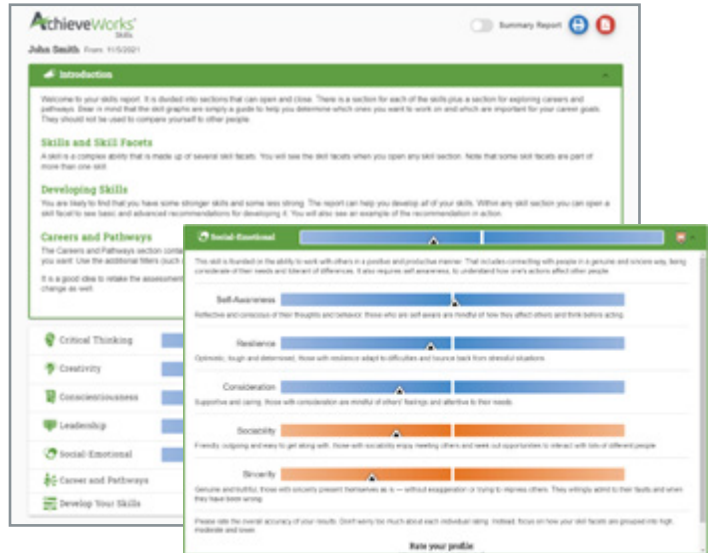 AchieveWorks
Skills
Summary Report
John Smith From: 11/5/2021
Introduction
Welcome to your skills report. It is divided into sections that can open and close. There is a section for each of the skills plus a section for exploring careers and
pathways. Bear in mind that the skill graphs are simply a guide to help you determine which ones you want to work on and which are important for your career goals.
They should not be used to compare yourself to other people.
Skills and Skill Facets
A skill is a complex ability that is made up of several skill facets. You will see the skill facets when you open any skill section. Note that some skill facets are part of
more than one skill.
Developing Skills
You are likely to find that you have some stronger skills and some less strong. The report can help you develop all of your skills. Within any skill section you can open a
skill facet to see basic and advanced recommendations for developing it. You will also see an example of the recommendation in action.
Careers and Pathways
The Careers and Pathways section conta
you want. Use the additional filters (such
It is a good idea to retake the assessment
change as well.
Critical Thinking
Creativity
Conscientiousness
Leadership
Social-Emotional
Career and Pathways
Develop Your Skills
Social-Emotional
This skill is founded on the ability to work with others in a positive and productive manner. That includes connecting with people in a genuine and sincere way, being
considerate of their needs and tolerant of differences. It also requires self awareness, to understand how one's actions affect other people.
Self-Awareness
Reflective and conscious of their thoughts and behavior, those who are self-aware are mindful of how they affect others and think before acting.
Resilience
Optimistic, tough and determined, those with resilience adapt to difficulties and bounce back from stressful situations.
Consideration
Supportive and caring, those with consideration are mindful of others' feelings and attentive to their needs.
Sociability
Friendly, outgoing and easy to get along with, those with sociability enjoy meeting others and seek out opportunities to interact with lots of different people.
Sincerity
Genuine and truthful, those with sincerity present themselves as is — without exaggeration or trying to impress others. They willingly admit to their faults and when
they have been wrong.
Please rate the overall accuracy of your results. Don't worry too much about each individual rating. Instead, focus on how your skill facets are grouped into high,
moderate and lower.
Rate your profile